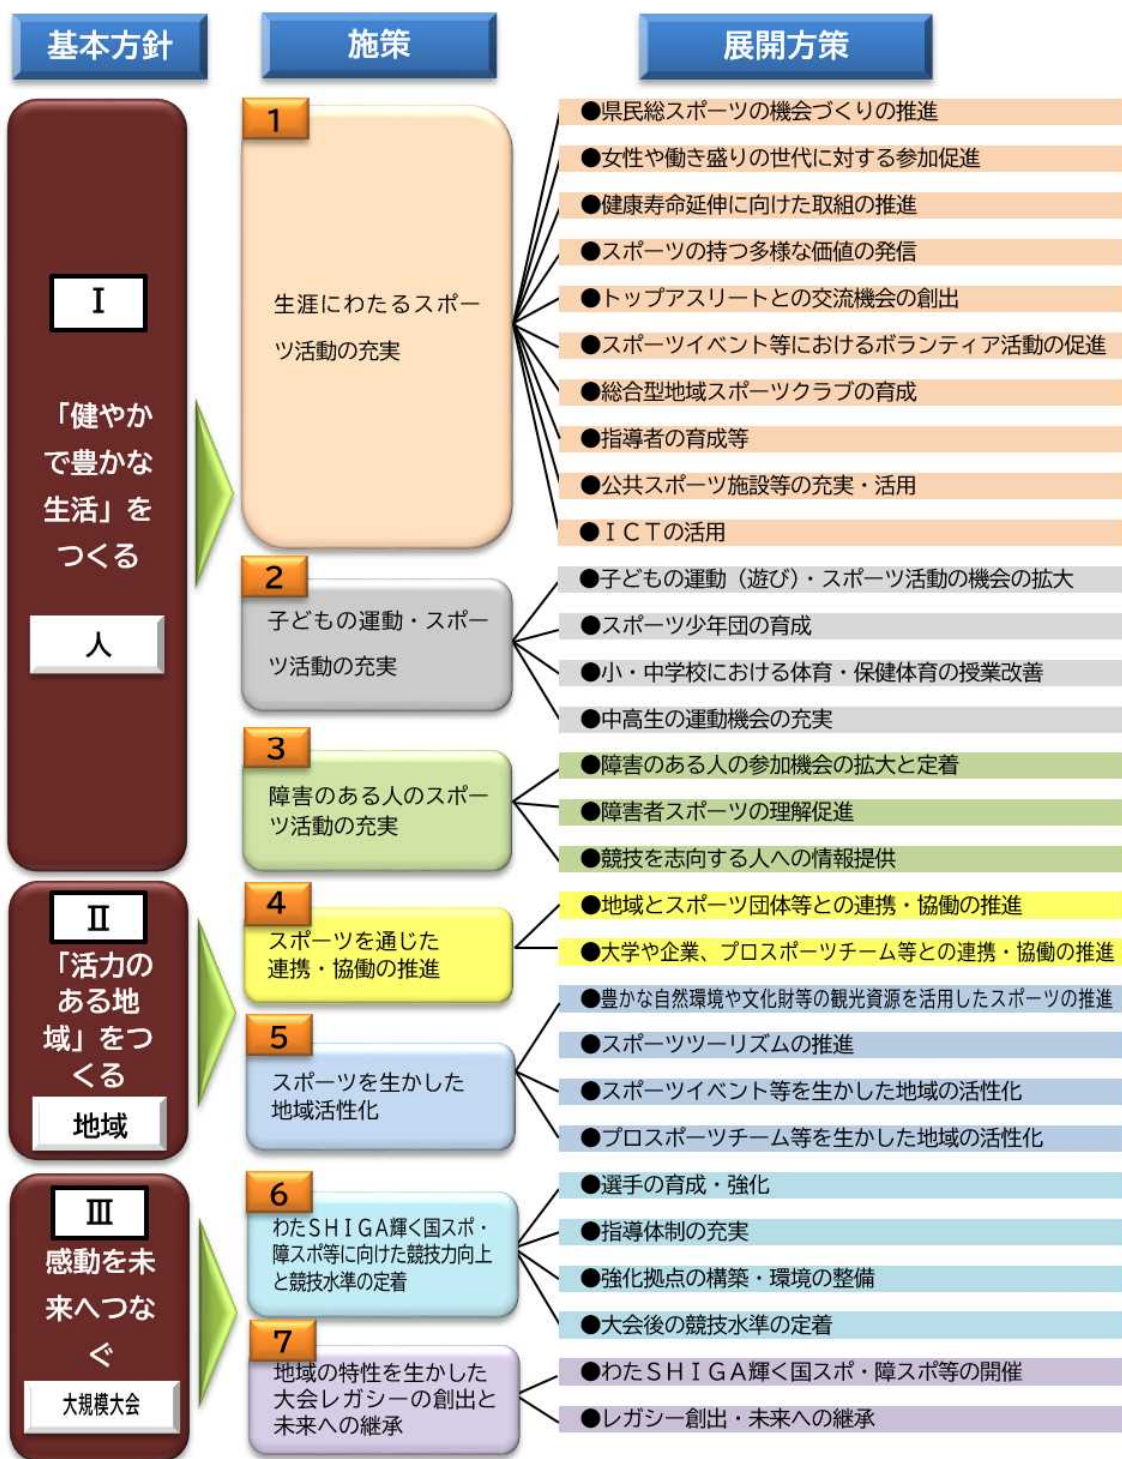 基本方針
施策
展開方策
Ⅰ
「健やか
で豊かな
生活」を
つくる
人
1
生涯にわたるスポー
ツ活動の充実
●県民総スポーツの機会づくりの推進
●女性や働き盛りの世代に対する参加促進
●健康寿命延伸に向けた取組の推進
●スポーツの持つ多様な価値の発信
●トップアスリートとの交流機会の創出
●スポーツイベント等におけるボランティア活動の促進
●総合型地域スポーツクラブの育成
●指導者の育成等
●公共スポーツ施設等の充実・活用
●ＩＣＴの活用
2
子どもの運動・スポー
ツ活動の充実
●子どもの運動（遊び）・スポーツ活動の機会の拡大
●スポーツ少年団の育成
●小・中学校における体育・保健体育の授業改善
●中高生の運動機会の充実
3
障害のある人のスポー
ツ活動の充実
●障害のある人の参加機会の拡大と定着
●障害者スポーツの理解促進
●競技を志向する人への情報提供
Ⅱ
「活力の
ある地
域」をつ
くる
地域
4
スポーツを通じた
連携・協働の推進
●地域とスポーツ団体等との連携・協働の推進
●大学や企業、プロスポーツチーム等との連携・協働の推進
5
スポーツを生かした
地域活性化
●豊かな自然環境や文化財等の観光資源を活用したスポーツの推進
●スポーツツーリズムの推進
●スポーツイベント等を生かした地域の活性化
●プロスポーツチーム等を生かした地域の活性化
Ⅲ
感動を未
来へつな
ぐ
大規模大会
6
わたＳＨＩＧＡ輝く国スポ・
障スポ等に向けた競技力向上
と競技水準の定着
●選手の育成・強化
●指導体制の充実
●強化拠点の構築・環境の整備
●大会後の競技水準の定着
7
地域の特性を生かした
大会レガシーの創出と
未来への継承
●わたＳＨＩＧＡ輝く国スポ・障スポ等の開催
●レガシー創出・未来への継承